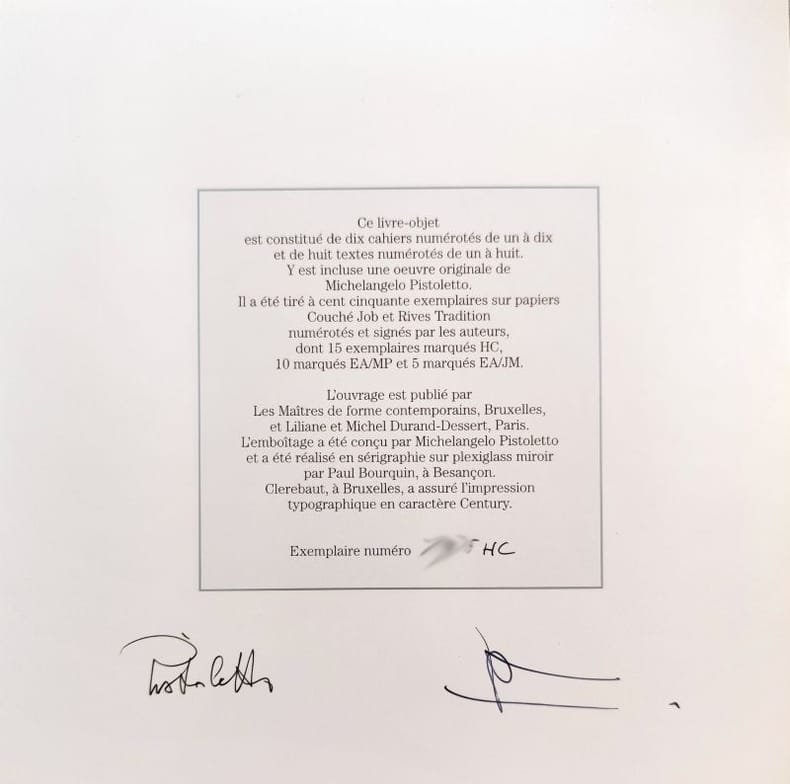 Ce livre-objet
est constitué de dix cahiers numérotés de un à dix
et de huit textes numérotés de un à huit.
Y est incluse une oeuvre originale de
Michelangelo Pistoletto.
Il a été tiré à cent cinquante exemplaires sur papiers
Couché Job et Rives Tradition
numérotés et signés par les auteurs,
dont 15 exemplaires marqués HC,
10 marqués EA/MP et 5 marqués EA/JM.
L'ouvrage est publié par
Les Maîtres de forme contemporains, Bruxelles,
et Liliane et Michel Durand-Dessert, Paris.
L'emboîtage a été conçu par Michelangelo Pistoletto
et a été réalisé en sérigraphie sur plexiglass miroir
par Paul Bourquin, à Besançon.
Clerebaut, à Bruxelles, a assuré l'impression
typographique en caractère Century.
Exemplaire numéro HC
Pistoletto